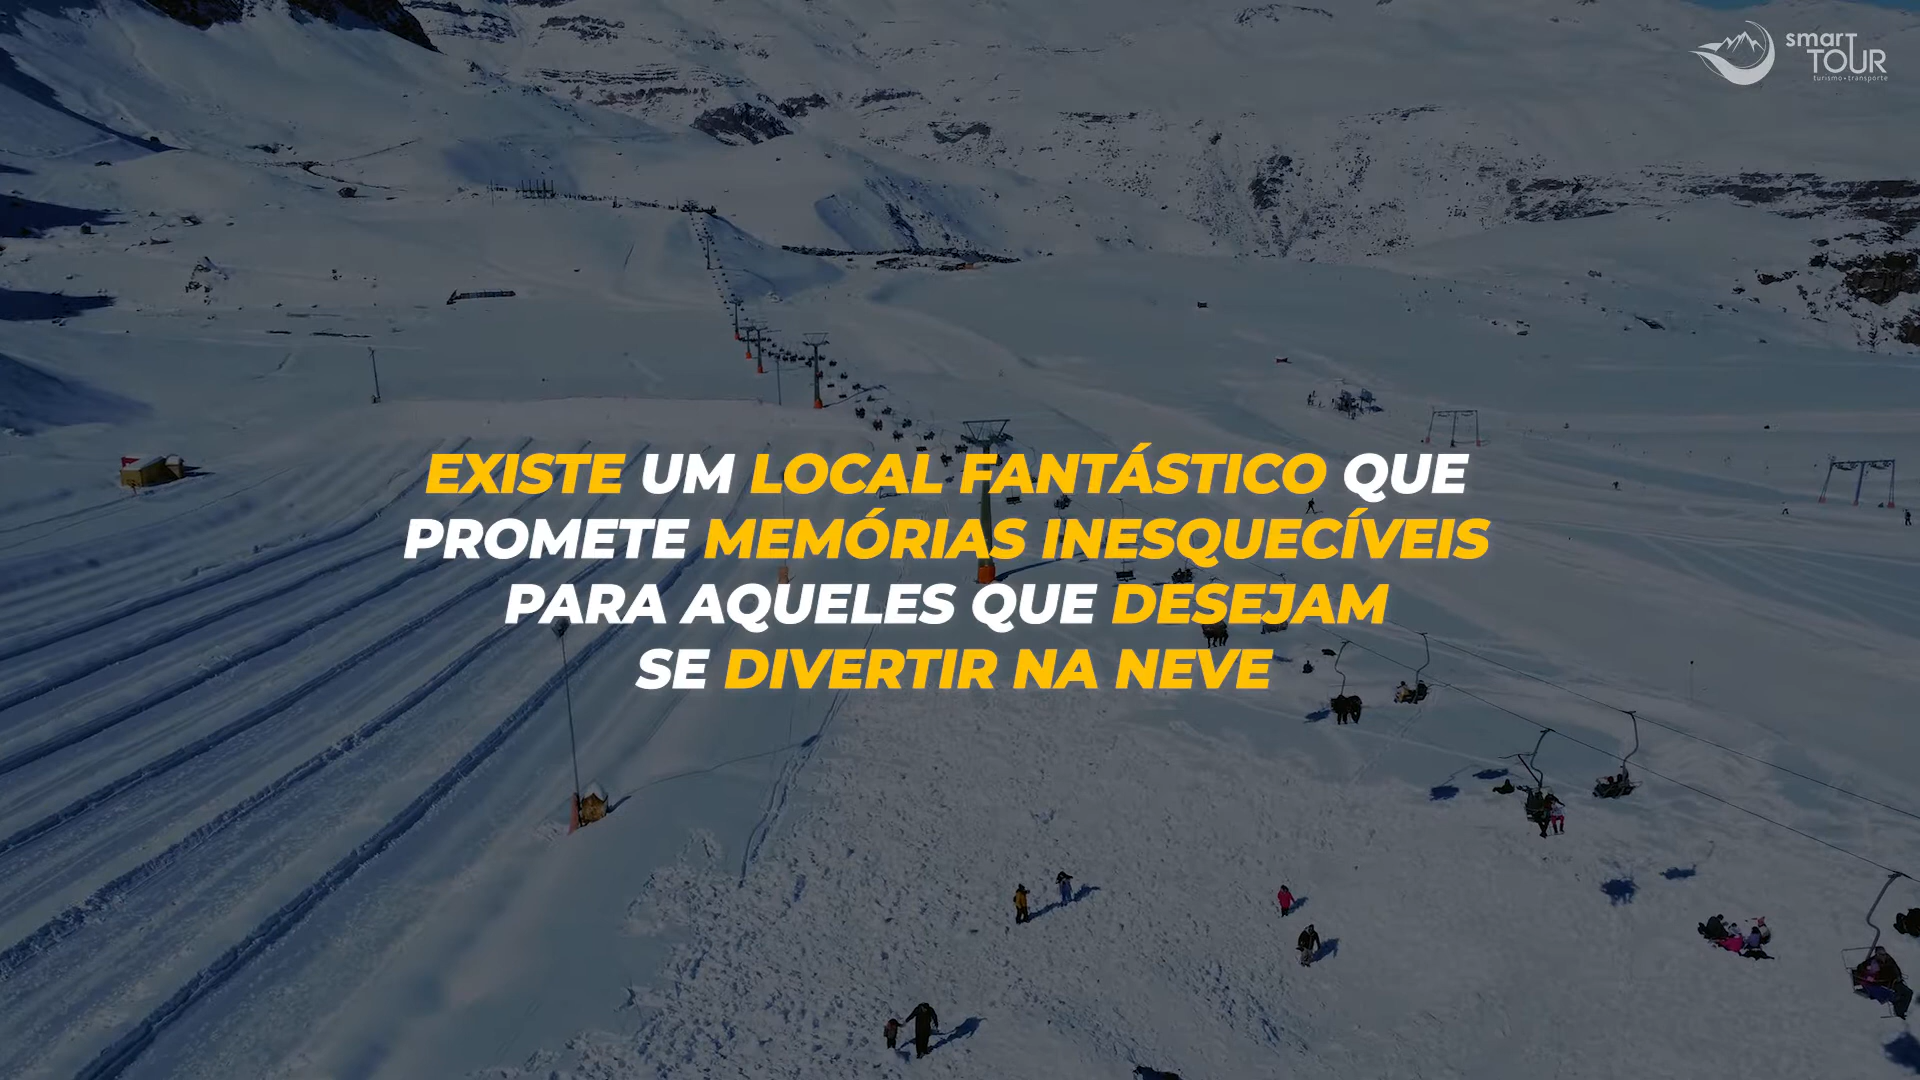 smart
TOUR
turismo • transporte
EXISTE UM LOCAL FANTÁSTICO QUE
PROMETE MEMÓRIAS INESQUECÍVEIS
PARA AQUELES QUE DESEJAM
SE DIVERTIR NA NEVE